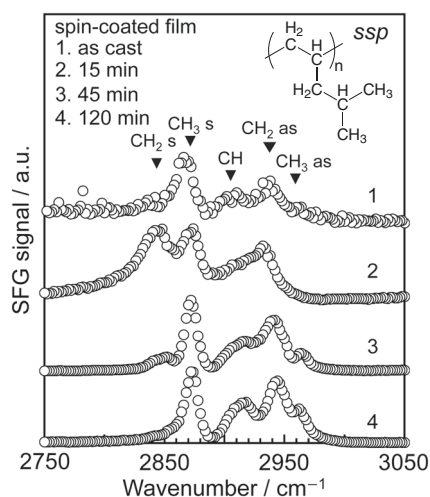 spin-coated film
1. as cast
2. 15 min
3. 45 min
4. 120 min
ssp
H₂
C
H
C
n
H₂C
H
C
CH₃
CH₃
CH₂ s
CH₃ s
CH
CH₂ as
CH₃ as
1
2
3
4
SFG signal / a.u.
2750 2850 2950 3050
Wavenumber / cm⁻¹